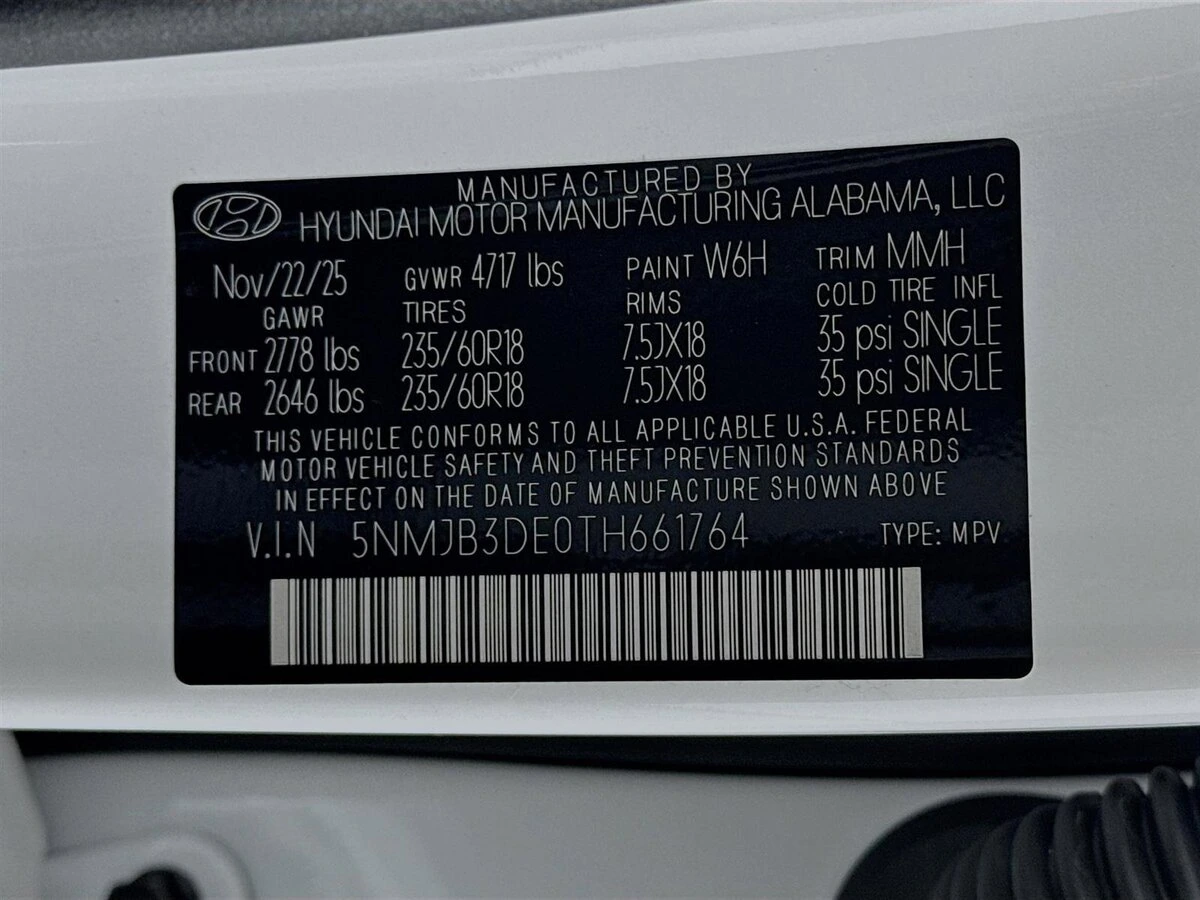 MANUFACTURED BY
HYUNDAI MOTOR MANUFACTURING ALABAMA, LLC
Nov/22/25 GVWR 4717 lbs PAINT W6H TRIM MMH
GAWR TIRES RIMS COLD TIRE INFL
FRONT 2778 lbs 235/60R18 7.5JX18 35 psi SINGLE
REAR 2646 lbs 235/60R18 7.5JX18 35 psi SINGLE
THIS VEHICLE CONFORMS TO ALL APPLICABLE U.S.A. FEDERAL
MOTOR VEHICLE SAFETY AND THEFT PREVENTION STANDARDS
IN EFFECT ON THE DATE OF MANUFACTURE SHOWN ABOVE
V.I.N 5NMJB3DE0TH661764 TYPE: MPV